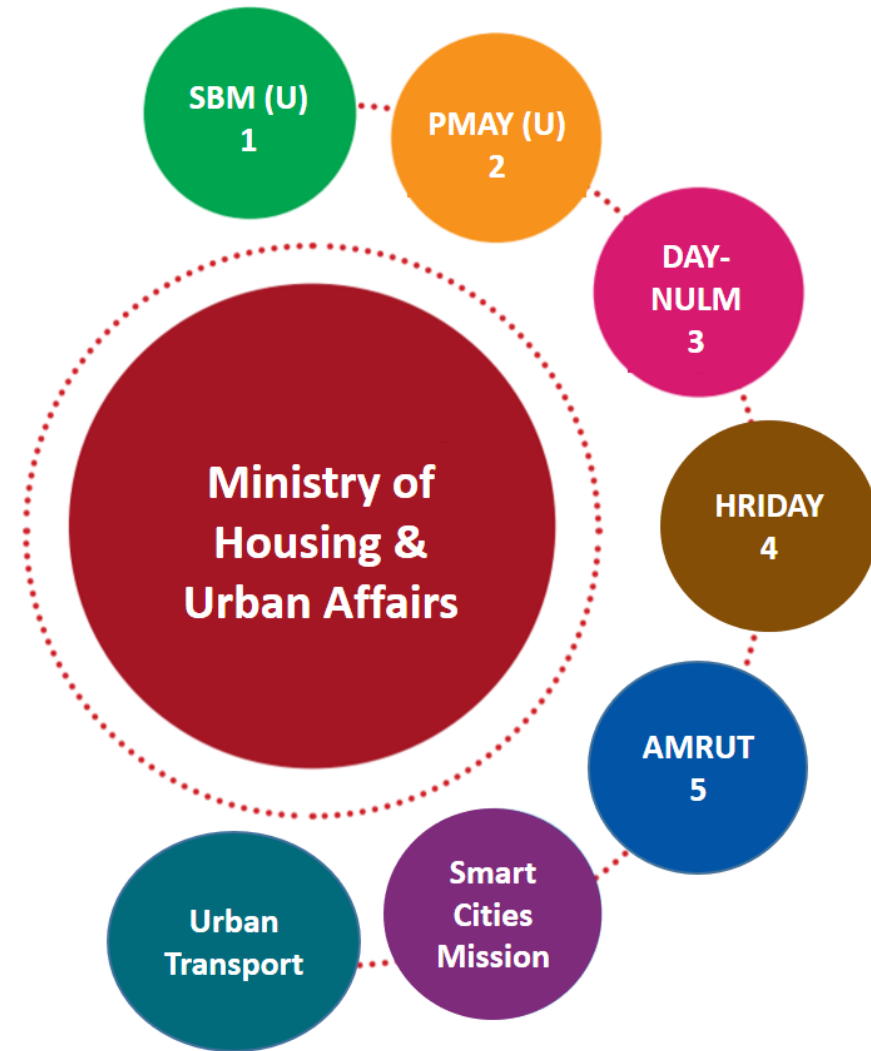 SBM (U)
1
PMAY (U)
2
DAY-
NULM
3
HRIDAY
4
Ministry of
Housing &
Urban Affairs
AMRUT
5
Smart
Cities
Mission
Urban
Transport